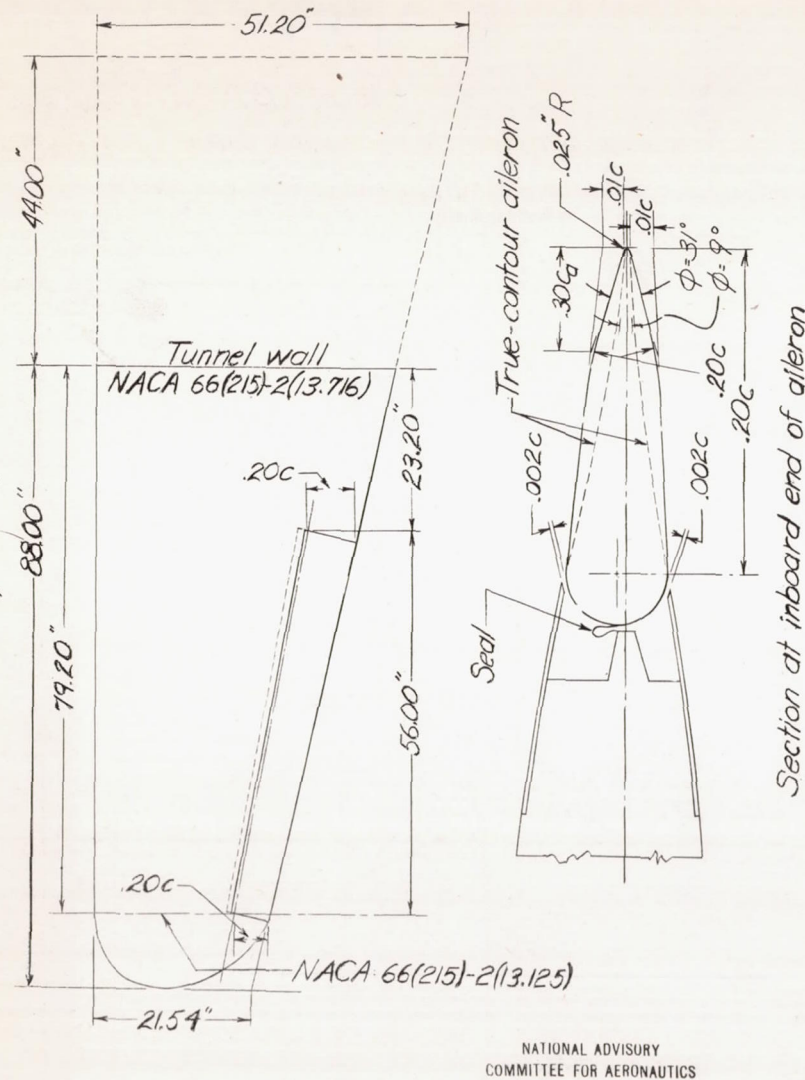 51.20"
44.00"
Tunnel wall
NACA 66(215)-2(13.716)
.20c
23.20"
88.00"
79.20"
56.00"
.20c
NACA 66(215)-2(13.125)
21.54"
True-contour aileron
.025" R
.01c
.01c
.30cₐ
ϕ=31°
ϕ=9°
.20c
.20c
.002c
.002c
Seal
Section at inboard end of aileron
NATIONAL ADVISORY
COMMITTEE FOR AERONAUTICS